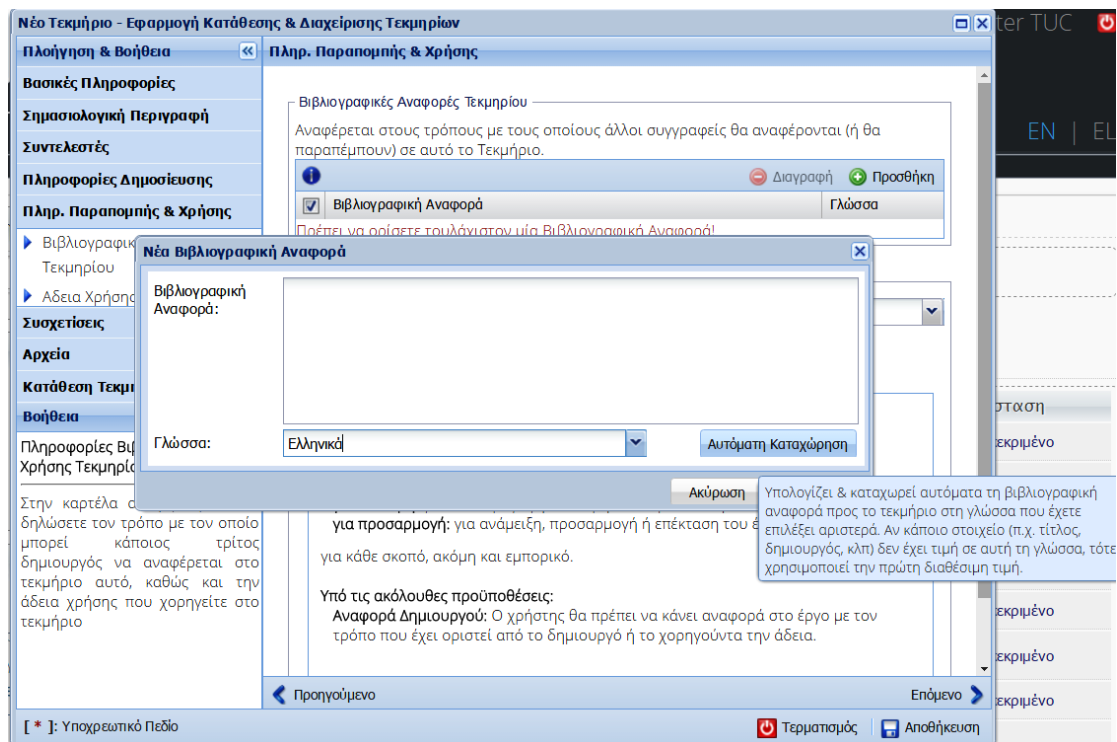 Νέο Τεκμήριο - Εφαρμογή Κατάθεσης & Διαχείρισης Τεκμηρίων
ter TUC
EN | EL
Πλοήγηση & Βοήθεια
Βασικές Πληροφορίες
Σημασιολογική Περιγραφή
Συντελεστές
Πληροφορίες Δημοσίευσης
Πληρ. Παραπομπής & Χρήσης
Βιβλιογραφικ
Τεκμηρίου
Αδεια Χρήσης
Συσχετίσεις
Αρχεία
Κατάθεση Τεκμη
Βοήθεια
Πληροφορίες Βιβ
Χρήσης Τεκμηρίο
Στην καρτέλα α
δηλώσετε τον τρόπο με τον οποίο
μπορεί κάποιος τρίτος
δημιουργός να αναφέρεται στο
τεκμήριο αυτό, καθώς και την
άδεια χρήσης που χορηγείτε στο
τεκμήριο
Πληρ. Παραπομπής & Χρήσης
Βιβλιογραφικές Αναφορές Τεκμηρίου
Αναφέρεται στους τρόπους με τους οποίους άλλοι συγγραφείς θα αναφέρονται (ή θα
παραπέμπουν) σε αυτό το Τεκμήριο.
Διαγραφή Προσθήκη
Βιβλιογραφική Αναφορά Γλώσσα
Πρέπει να ορίσετε τουλάχιστον μία Βιβλιογραφική Αναφορά!
Νέα Βιβλιογραφική Αναφορά
Βιβλιογραφική
Αναφορά:
Γλώσσα: Ελληνικά Αυτόματη Καταχώρηση
Ακύρωση
Υπολογίζει & καταχωρεί αυτόματα τη βιβλιογραφική
αναφορά προς το τεκμήριο στη γλώσσα που έχετε
επιλέξει αριστερά. Αν κάποιο στοιχείο (π.χ. τίτλος,
δημιουργός, κλπ) δεν έχει τιμή σε αυτή τη γλώσσα, τότε
χρησιμοποιεί την πρώτη διαθέσιμη τιμή.
για προσαρμογή: για ανάμειξη, προσαρμογή ή επέκταση του έ
για κάθε σκοπό, ακόμη και εμπορικό.
Υπό τις ακόλουθες προϋποθέσεις:
Αναφορά Δημιουργού: Ο χρήστης θα πρέπει να κάνει αναφορά στο έργο με τον
τρόπο που έχει οριστεί από το δημιουργό ή το χορηγούντα την άδεια.
Προηγούμενο Επόμενο
[ * ]: Υποχρεωτικό Πεδίο Τερματισμός Αποθήκευση
σταση
εκριμένο
εκριμένο
εκριμένο
εκριμένο